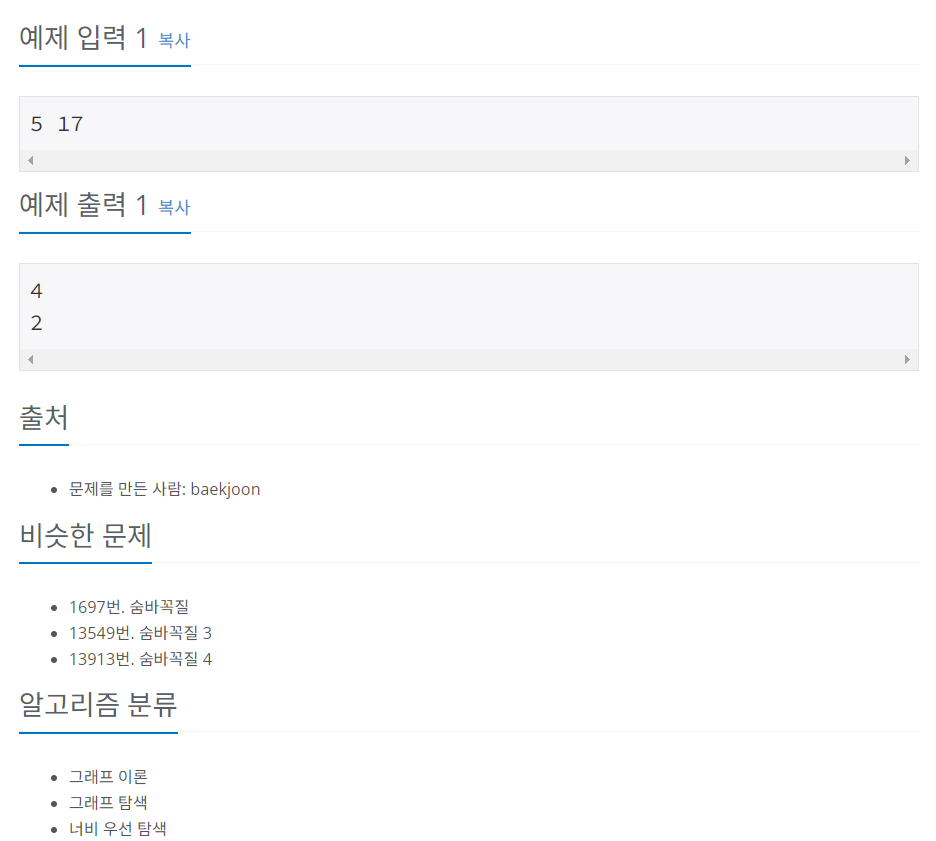 예제 입력 1 복사
5 17
예제 출력 1 복사
4
2
출처
문제를 만든 사람: baekjoon
비슷한 문제
1697번. 숨바꼭질
13549번. 숨바꼭질 3
13913번. 숨바꼭질 4
알고리즘 분류
그래프 이론
그래프 탐색
너비 우선 탐색